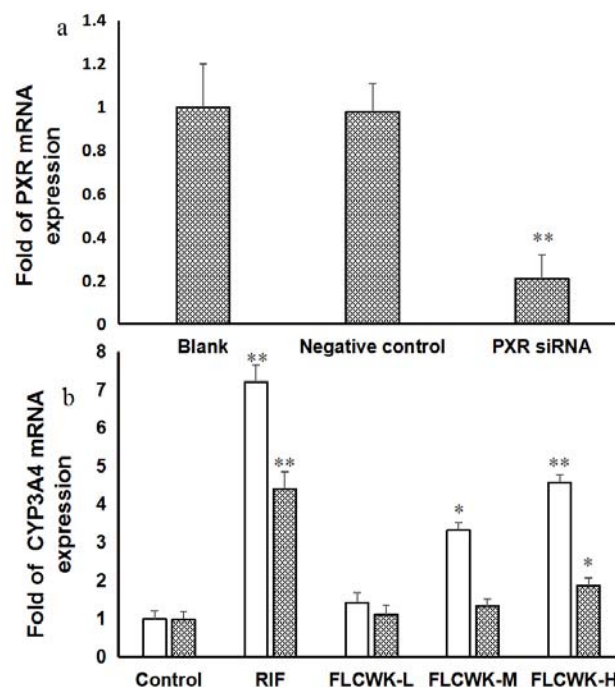 a
Fold of PXR mRNA
expression
1.4
1.2
1
0.8
0.6
0.4
0.2
0
**
Blank Negative control PXR siRNA
b
Fold of CYP3A4 mRNA
expression
8
7
6
5
4
3
2
1
0
**
**
*
**
*
Control RIF FLCWK-L FLCWK-M FLCWK-H